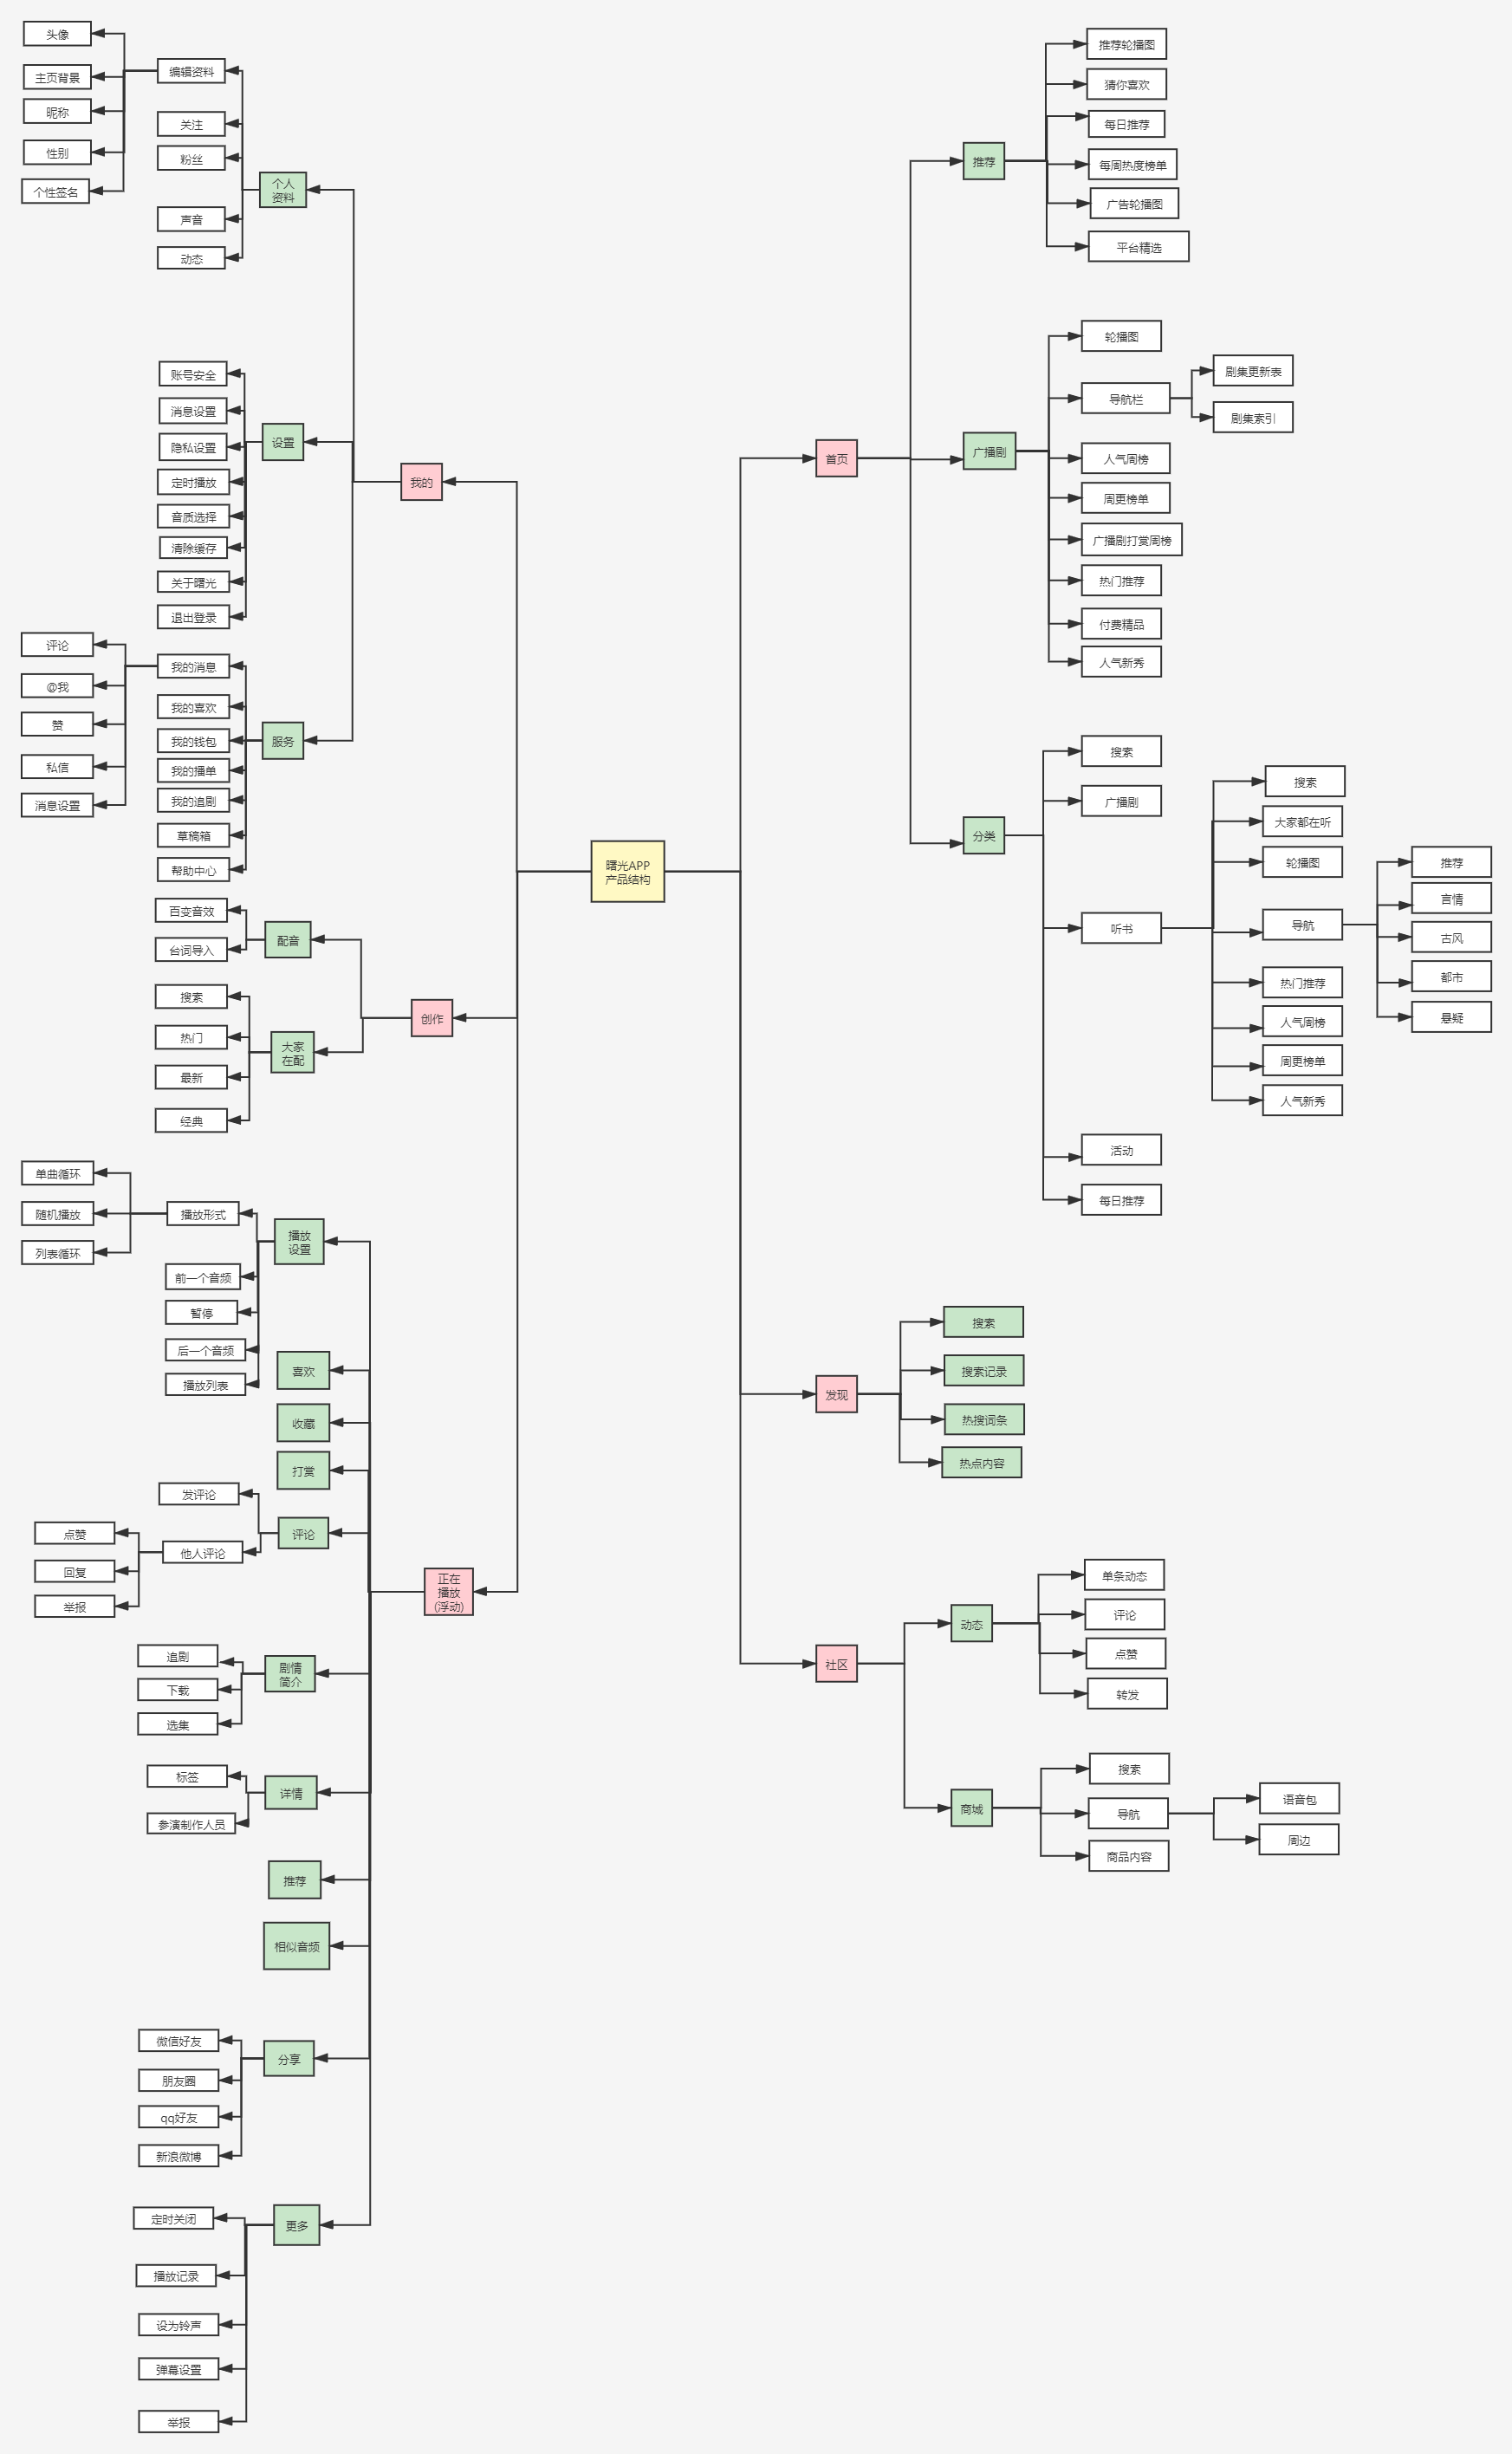 曙光APP
产品结构
我的
个人
资料
编辑资料
头像
主页背景
昵称
性别
个性签名
关注
粉丝
声音
动态
设置
账号安全
消息设置
隐私设置
定时播放
音质选择
清除缓存
关于曙光
退出登录
服务
我的消息
评论
@我
赞
私信
消息设置
我的喜欢
我的钱包
我的播单
我的追剧
草稿箱
帮助中心
创作
配音
百变音效
台词导入
大家
在配
搜索
热门
最新
经典
正在
播放
(浮动)
播放
设置
播放形式
单曲循环
随机播放
列表循环
前一个音频
暂停
后一个音频
播放列表
喜欢
收藏
打赏
评论
发评论
他人评论
点赞
回复
举报
剧情
简介
追剧
下载
选集
详情
标签
参演制作人员
推荐
相似音频
分享
微信好友
朋友圈
qq好友
新浪微博
更多
定时关闭
播放记录
设为铃声
弹幕设置
举报
首页
推荐
推荐轮播图
猜你喜欢
每日推荐
每周热度榜单
广告轮播图
平台精选
广播剧
轮播图
导航栏
剧集更新表
剧集索引
人气周榜
周更榜单
广播剧打赏周榜
热门推荐
付费精品
人气新秀
分类
搜索
广播剧
听书
搜索
大家都在听
轮播图
导航
推荐
言情
古风
都市
悬疑
热门推荐
人气周榜
周更榜单
人气新秀
活动
每日推荐
发现
搜索
搜索记录
热搜词条
热点内容
社区
动态
单条动态
评论
点赞
转发
商城
搜索
导航
语音包
周边
商品内容